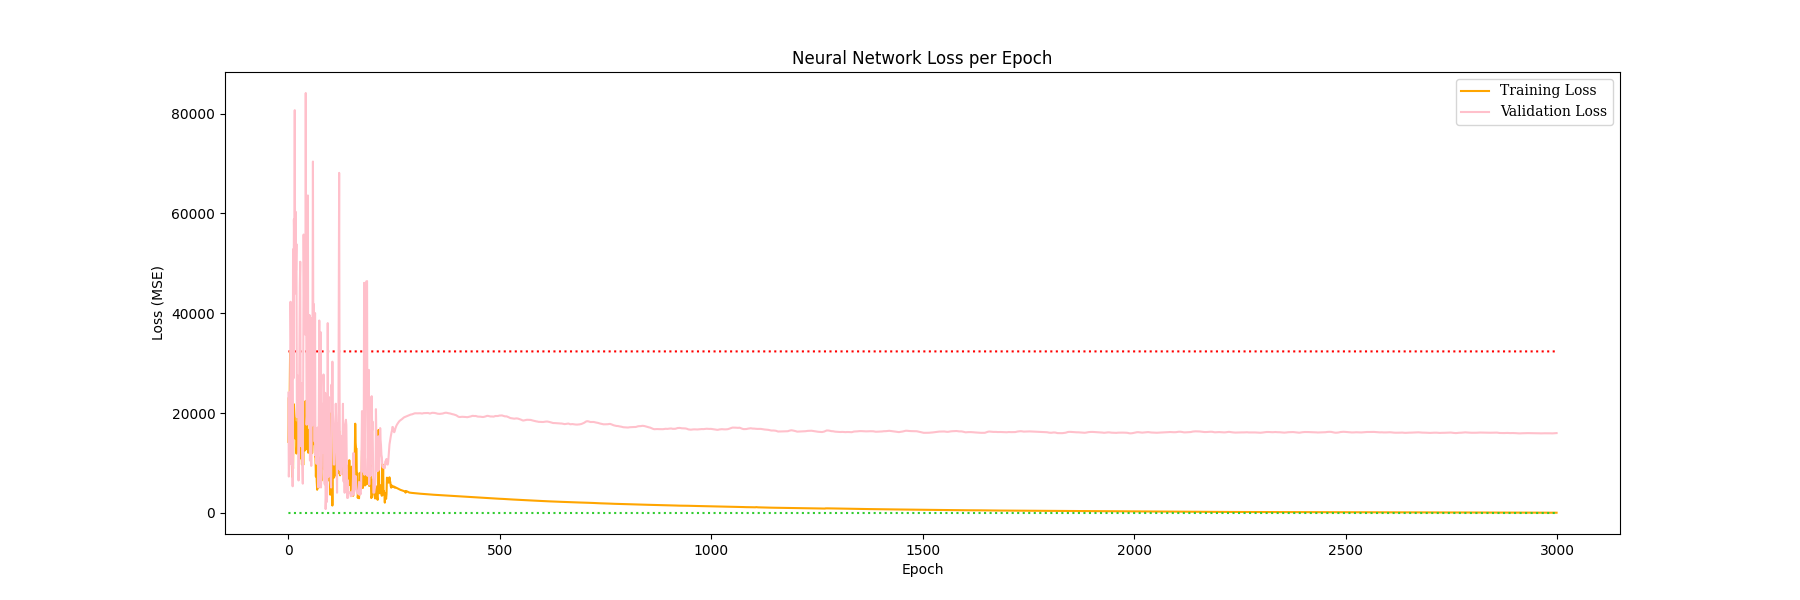 Neural Network Loss per Epoch
Training Loss
Validation Loss
80000
60000
40000
20000
0
Loss (MSE)
0 500 1000 1500 2000 2500 3000
Epoch